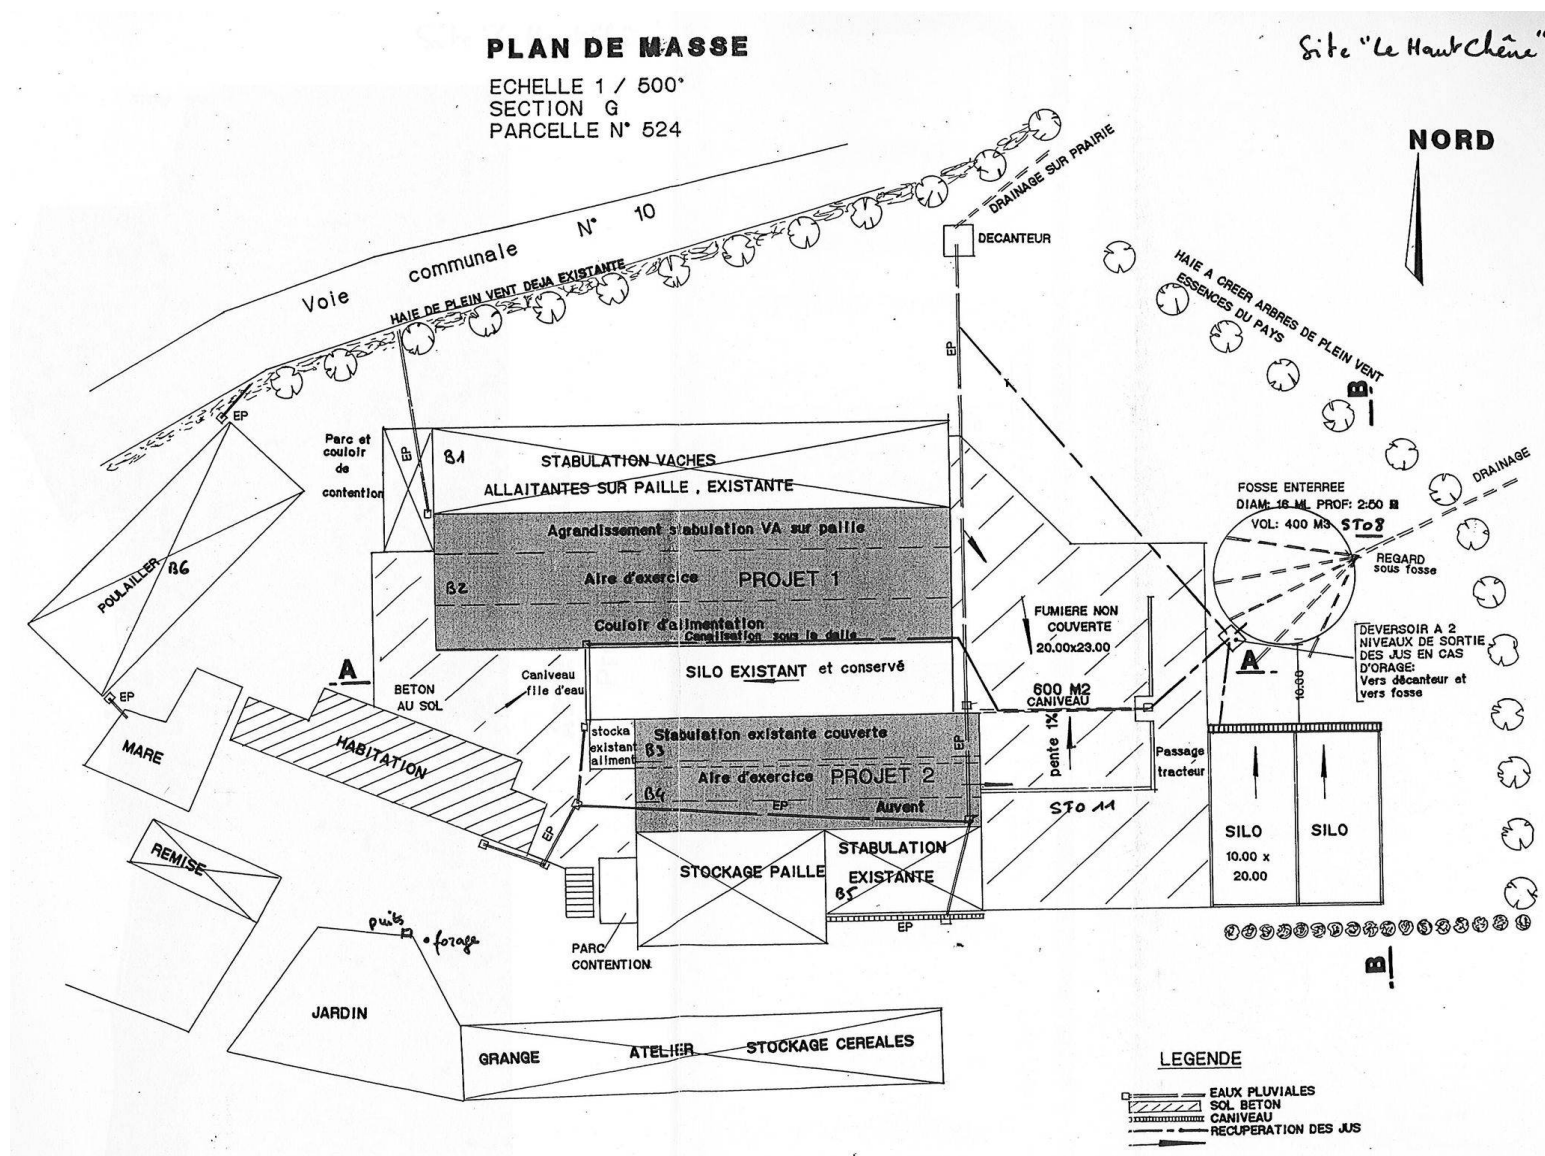 PLAN DE MASSE
ECHELLE 1 / 500°
SECTION G
PARCELLE N° 524
Site "Le Haut Chêne"
NORD
Voie communale N° 10
HAIE DE PLEIN VENT DEJA EXISTANTE
DRAINAGE SUR PRAIRIE
DECANTEUR
HAIE A CREER ARBRES DE PLEIN VENT
ESSENCES DU PAYS
B
EP
EP
Parc et
couloir
de
contention
EP
B1
STABULATION VACHES
ALLAITANTES SUR PAILLE , EXISTANTE
Agrandissement stabulation VA sur paille
B2
Aire d'exercice
PROJET 1
Couloir d'alimentation
Canalisation sous la dalle
FOSSE ENTERREE
DIAM: 16 ML PROF: 2:50 M
VOL: 400 M3
STO8
DRAINAGE
REGARD
sous fosse
POULAILLER
B6
FUMIERE NON
COUVERTE
20.00x23.00
DEVERSOIR A 2
NIVEAUX DE SORTIE
DES JUS EN CAS
D'ORAGE:
Vers décanteur et
vers fosse
A
A
10.00
EP
MARE
HABITATION
BETON
AU SOL
Caniveau
file d'eau
SILO EXISTANT et conservé
600 M2
CANIVEAU
stocka
existant
aliment
B3
Stabulation existante couverte
EP
pente 1%
Passage
tracteur
B4
Aire d'exercice
PROJET 2
EP
Auvent
STO 11
EP
REMISE
STOCKAGE PAILLE
STABULATION
EXISTANTE
B5
EP
SILO
10.00 x
20.00
SILO
puits
forage
PARC
CONTENTION
B
JARDIN
GRANGE
ATELIER
STOCKAGE CEREALES
LEGENDE
EAUX PLUVIALES
SOL BETON
CANIVEAU
RECUPERATION DES JUS